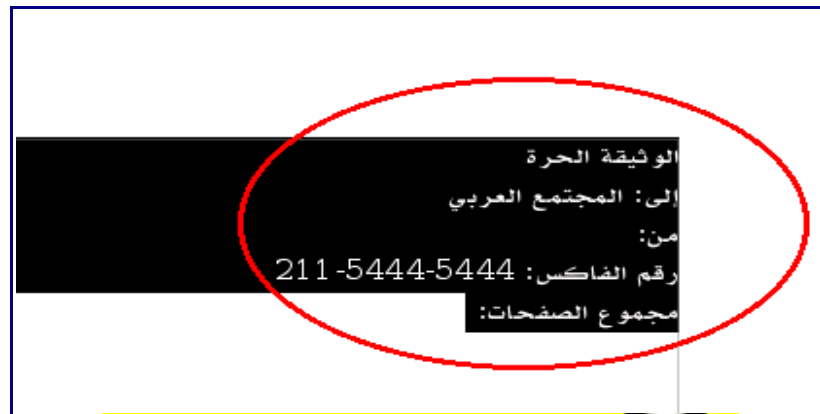 الوثيقة الحرة
إلى: المجتمع العربي
من:
رقم الفاكس: 5444-5444-211
مجموع الصفحات: